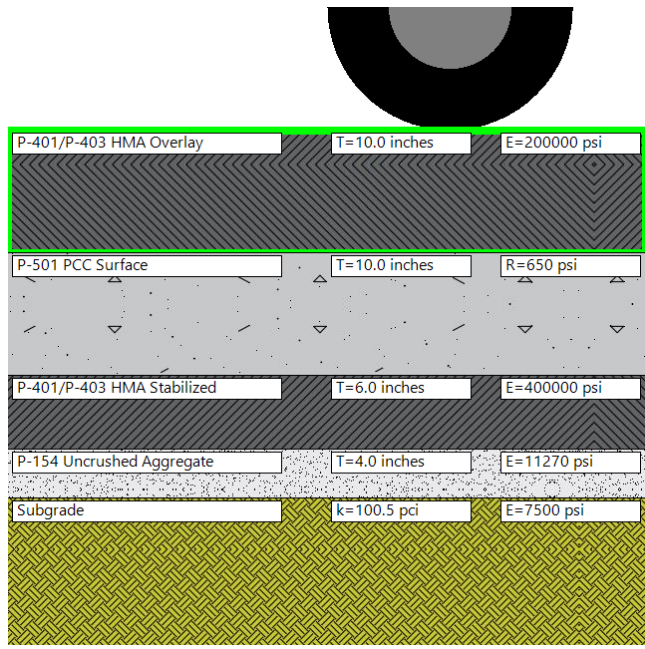 P-401/P-403 HMA Overlay T=10.0 inches E=200000 psi
P-501 PCC Surface T=10.0 inches R=650 psi
P-401/P-403 HMA Stabilized T=6.0 inches E=400000 psi
P-154 Uncrushed Aggregate T=4.0 inches E=11270 psi
Subgrade k=100.5 pci E=7500 psi